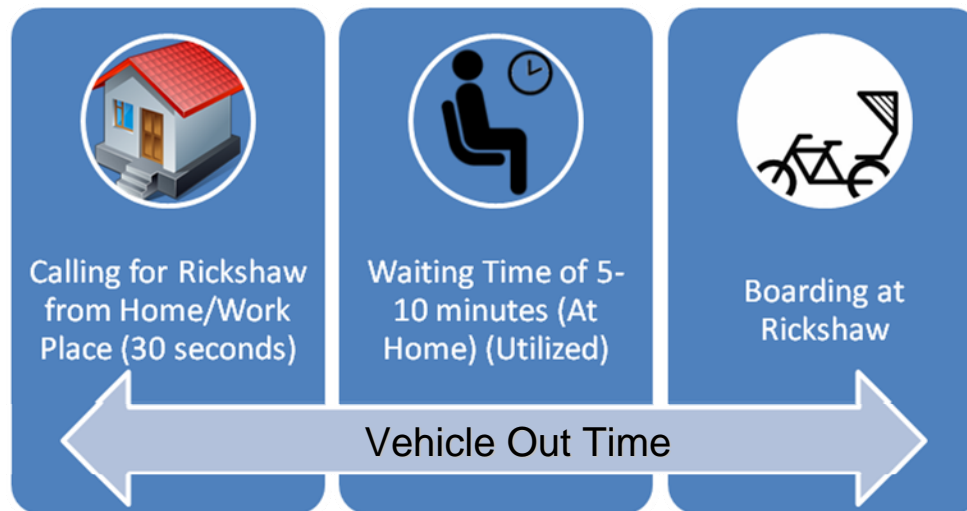 Calling for Rickshaw
from Home/Work
Place (30 seconds)
Waiting Time of 5-
10 minutes (At
Home) (Utilized)
Boarding at
Rickshaw
Vehicle Out Time